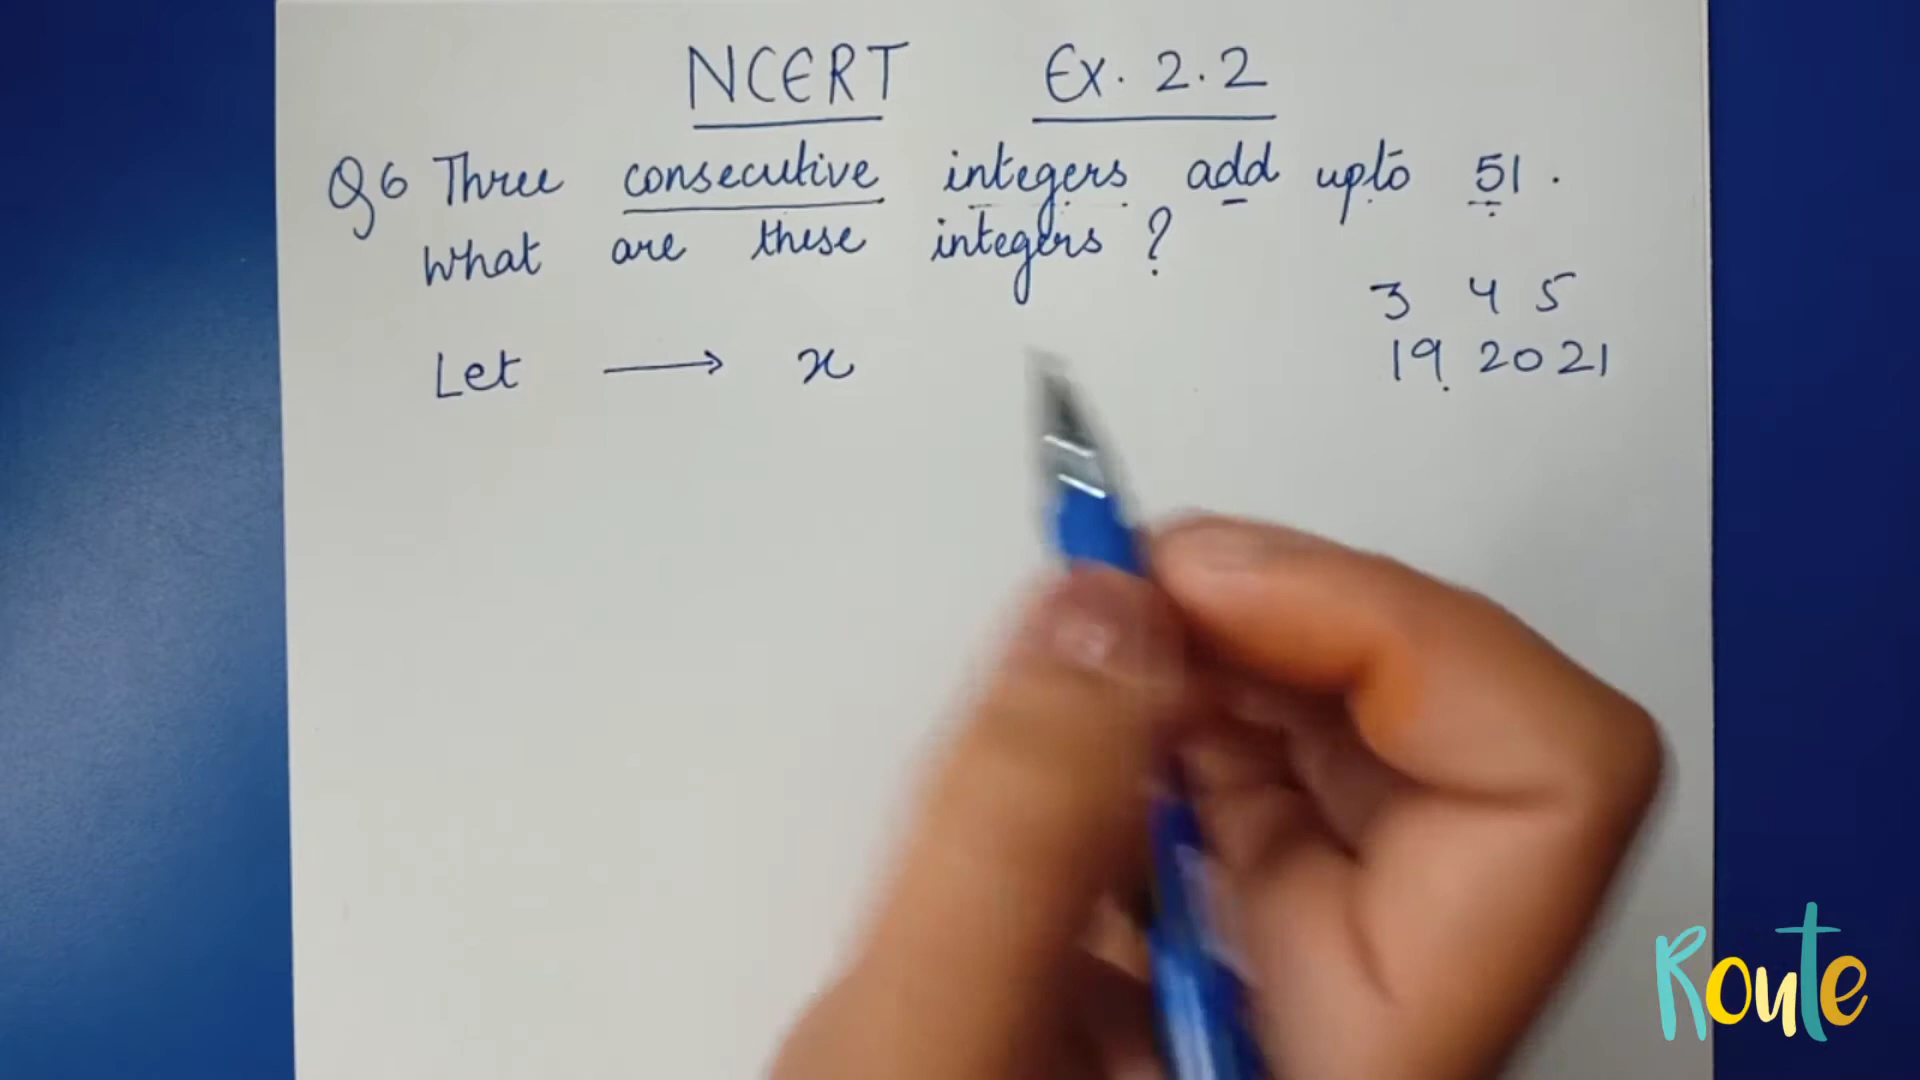 NCERT Ex. 2.2
Q6 Three consecutive integers add upto 51.
What are these integers?
3 4 5
Let → x 19 20 21
Route